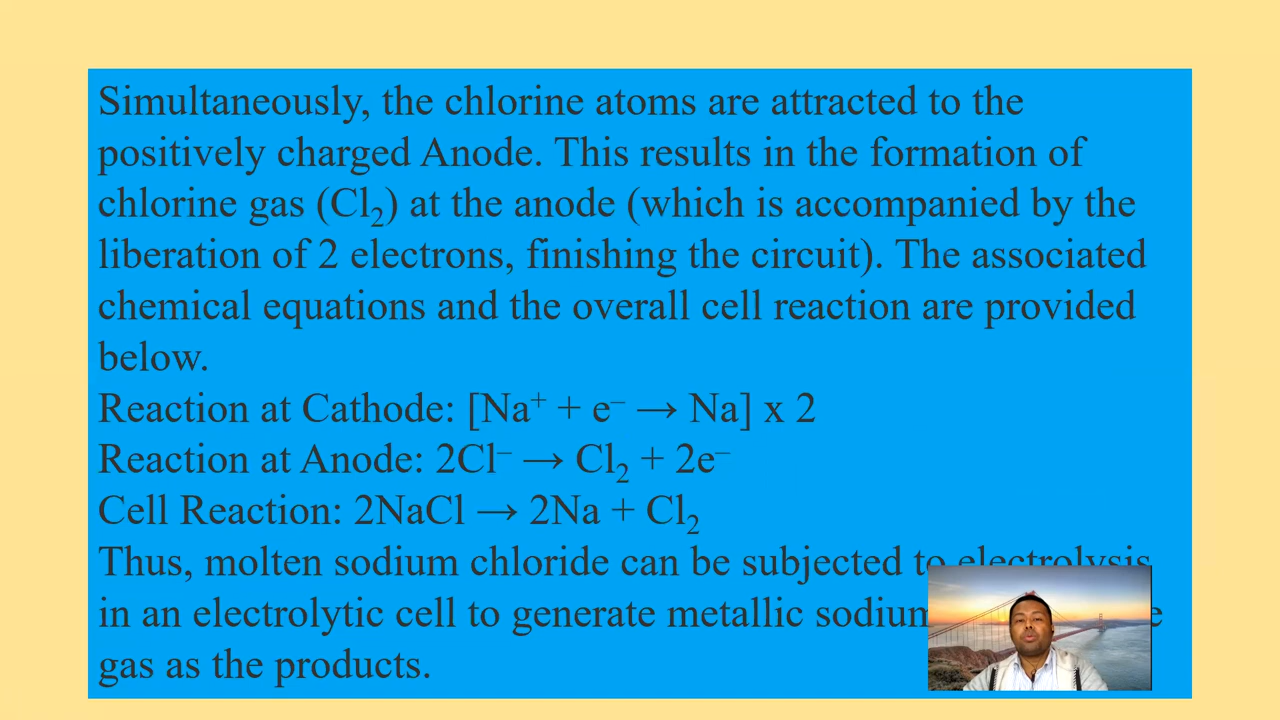 Simultaneously, the chlorine atoms are attracted to the
positively charged Anode. This results in the formation of
chlorine gas (Cl₂) at the anode (which is accompanied by the
liberation of 2 electrons, finishing the circuit). The associated
chemical equations and the overall cell reaction are provided
below.
Reaction at Cathode: [Na⁺ + e⁻ → Na] x 2
Reaction at Anode: 2Cl⁻ → Cl₂ + 2e⁻
Cell Reaction: 2NaCl → 2Na + Cl₂
Thus, molten sodium chloride can be subjected to electrolysis
in an electrolytic cell to generate metallic sodium
gas as the products.